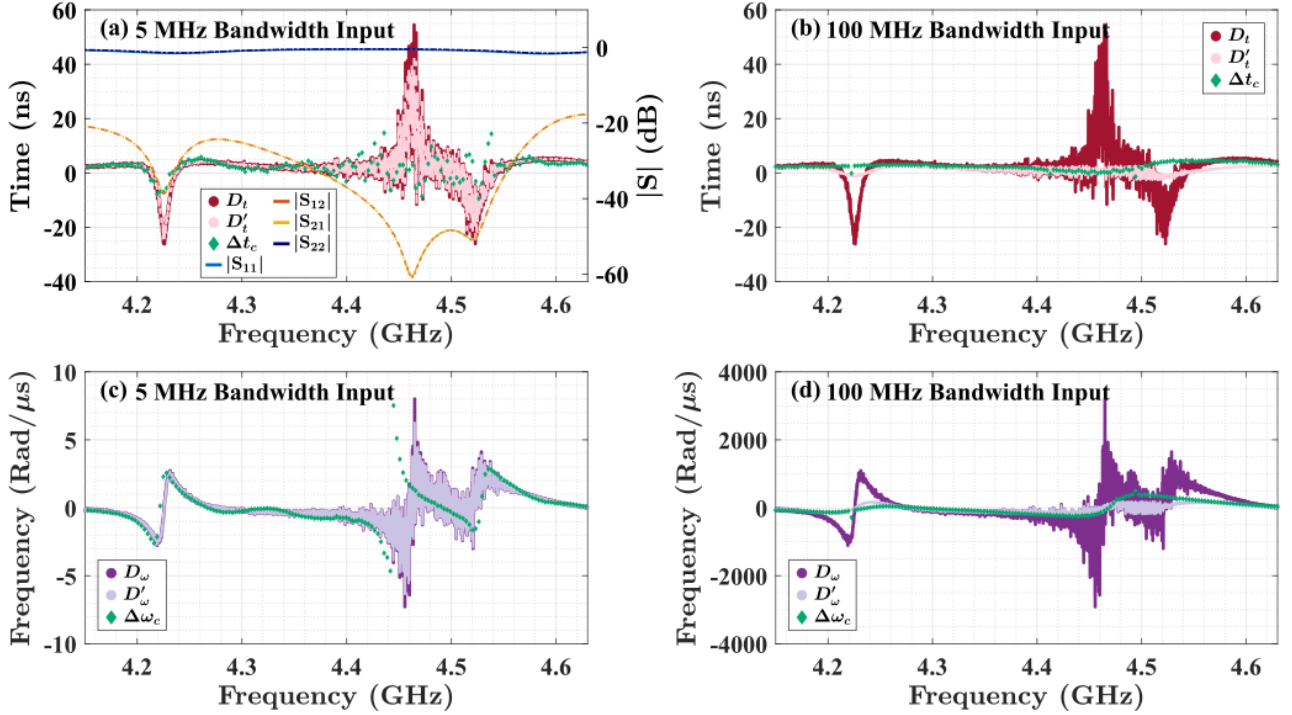 (a) 5 MHz Bandwidth Input
60
40
20
0
-20
-40
Time (ns)
0
-20
-40
-60
|S| (dB)
D_t
D'_t
Δt_c
|S₁₁|
|S₁₂|
|S₂₁|
|S₂₂|
4.2
4.3
4.4
4.5
4.6
Frequency (GHz)
(b) 100 MHz Bandwidth Input
60
40
20
0
-20
-40
Time (ns)
D_t
D'_t
Δt_c
4.2
4.3
4.4
4.5
4.6
Frequency (GHz)
(c) 5 MHz Bandwidth Input
10
5
0
-5
-10
Frequency (Rad/μs)
D_ω
D'_ω
Δω_c
4.2
4.3
4.4
4.5
4.6
Frequency (GHz)
(d) 100 MHz Bandwidth Input
4000
2000
0
-2000
-4000
Frequency (Rad/μs)
D_ω
D'_ω
Δω_c
4.2
4.3
4.4
4.5
4.6
Frequency (GHz)